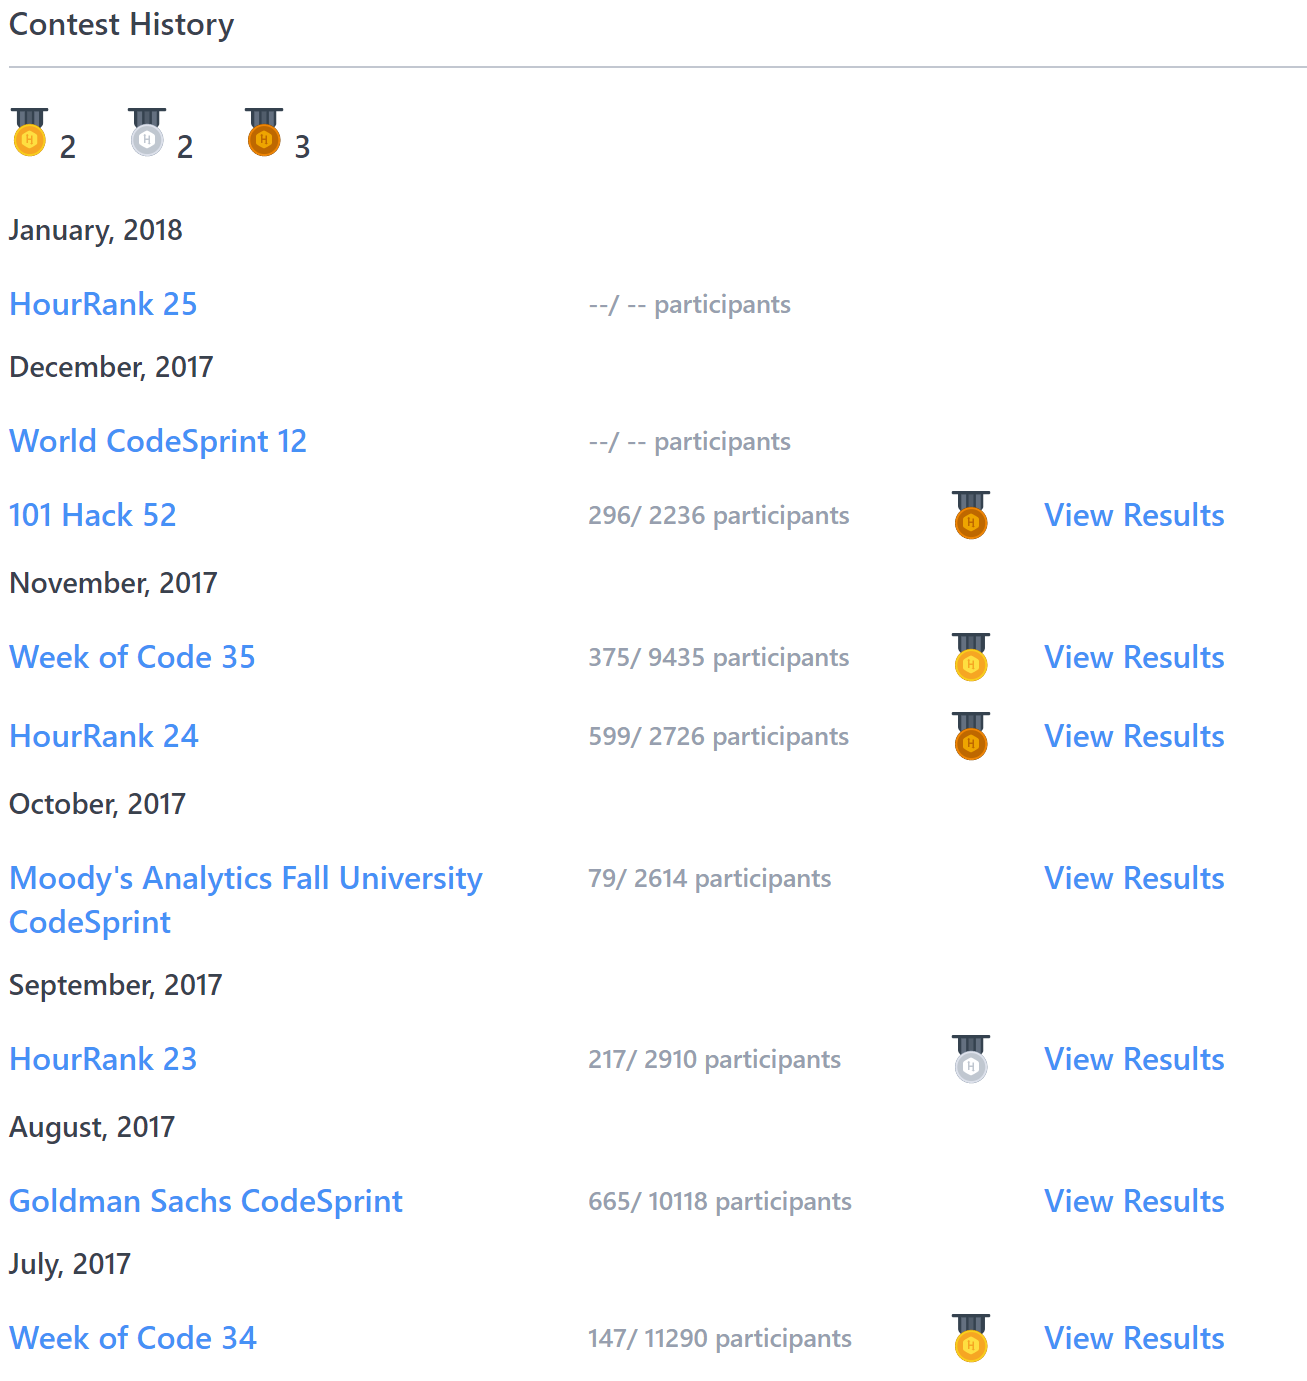 Contest History
2 2 3
January, 2018
HourRank 25 --/ -- participants
December, 2017
World CodeSprint 12 --/ -- participants
101 Hack 52 296/ 2236 participants View Results
November, 2017
Week of Code 35 375/ 9435 participants View Results
HourRank 24 599/ 2726 participants View Results
October, 2017
Moody's Analytics Fall University 79/ 2614 participants View Results
CodeSprint
September, 2017
HourRank 23 217/ 2910 participants View Results
August, 2017
Goldman Sachs CodeSprint 665/ 10118 participants View Results
July, 2017
Week of Code 34 147/ 11290 participants View Results